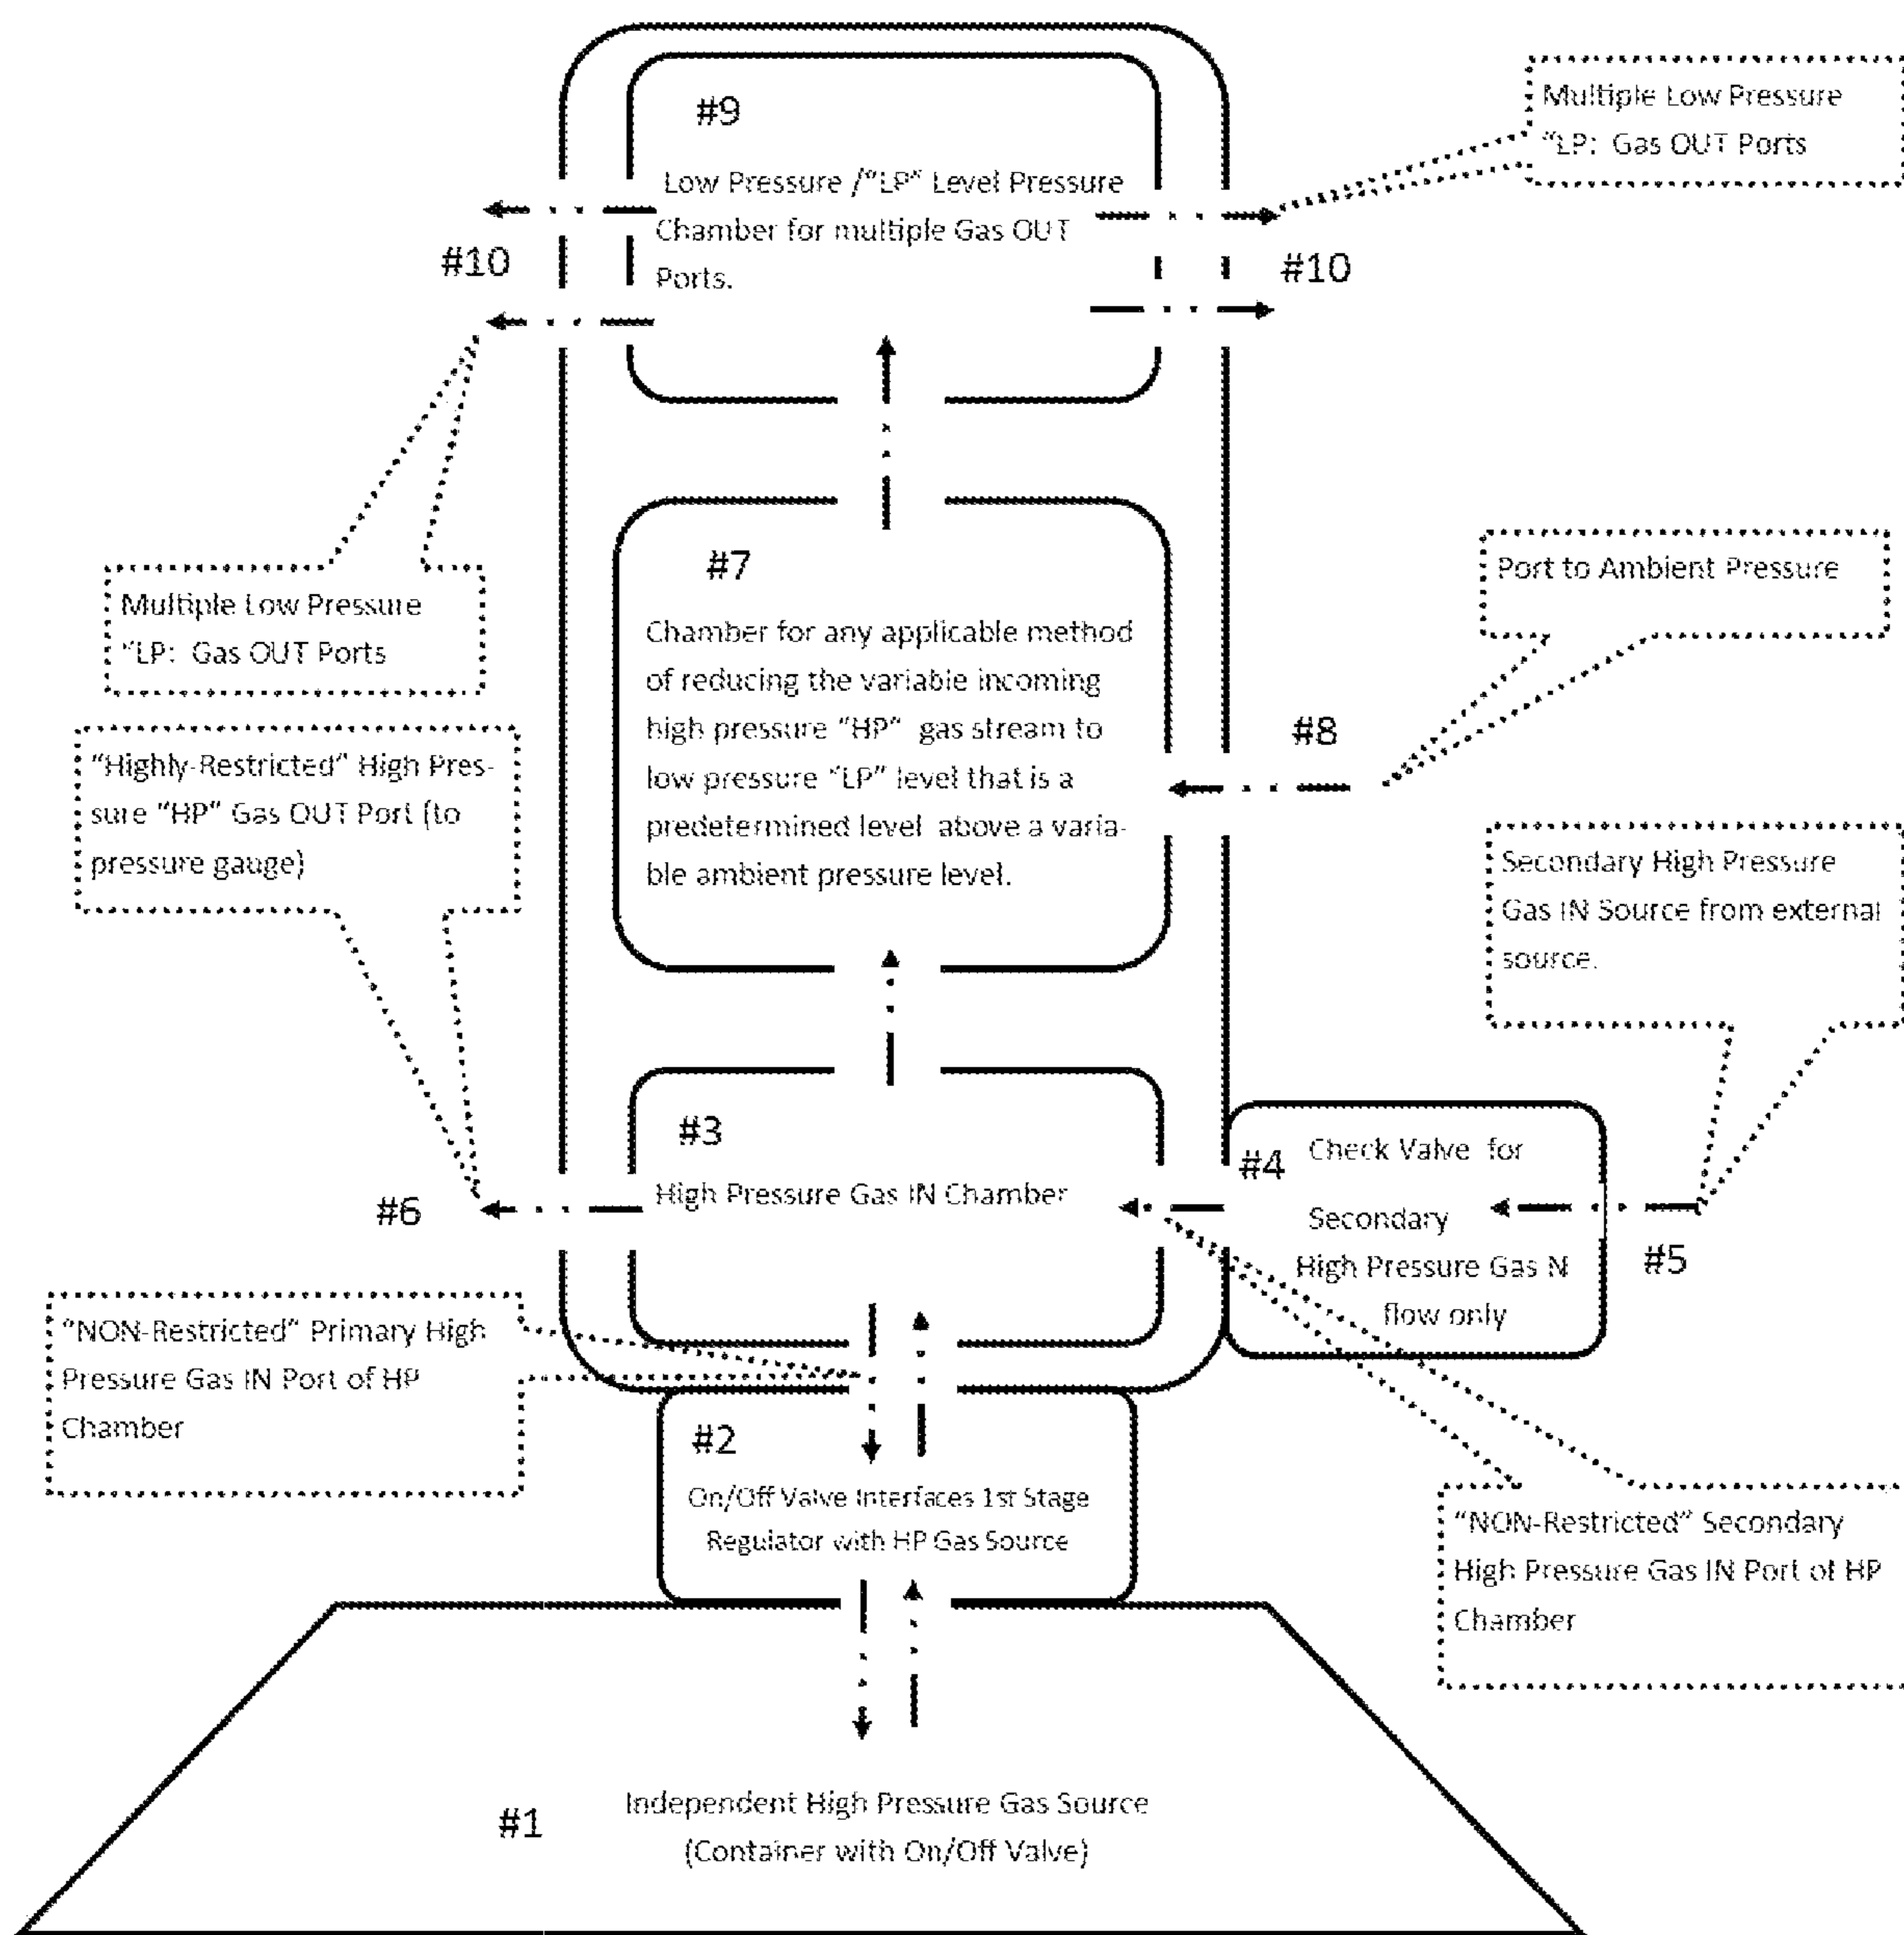 #9
Low Pressure /"LP" Level Pressure
Chamber for multiple Gas OUT
Ports.
Multiple Low Pressure
"LP: Gas OUT Ports
#10
#10
Multiple Low Pressure
"LP: Gas OUT Ports
#7
Chamber for any applicable method
of reducing the variable incoming
high pressure "HP" gas stream to
low pressure "LP" level that is a
predetermined level above a varia-
ble ambient pressure level.
Port to Ambient Pressure
#8
"Highly-Restricted" High Pres-
sure "HP" Gas OUT Port (to
pressure gauge)
Secondary High Pressure
Gas IN Source from external
source.
#3
High Pressure Gas IN Chamber
#6
#4
Check Valve for
Secondary
High Pressure Gas N
flow only
#5
"NON-Restricted" Primary High
Pressure Gas IN Port of HP
Chamber
#2
On/Off Valve Interfaces 1st Stage
Regulator with HP Gas Source
"NON-Restricted" Secondary
High Pressure Gas IN Port of HP
Chamber
#1
Independent High Pressure Gas Source
(Container with On/Off Valve)